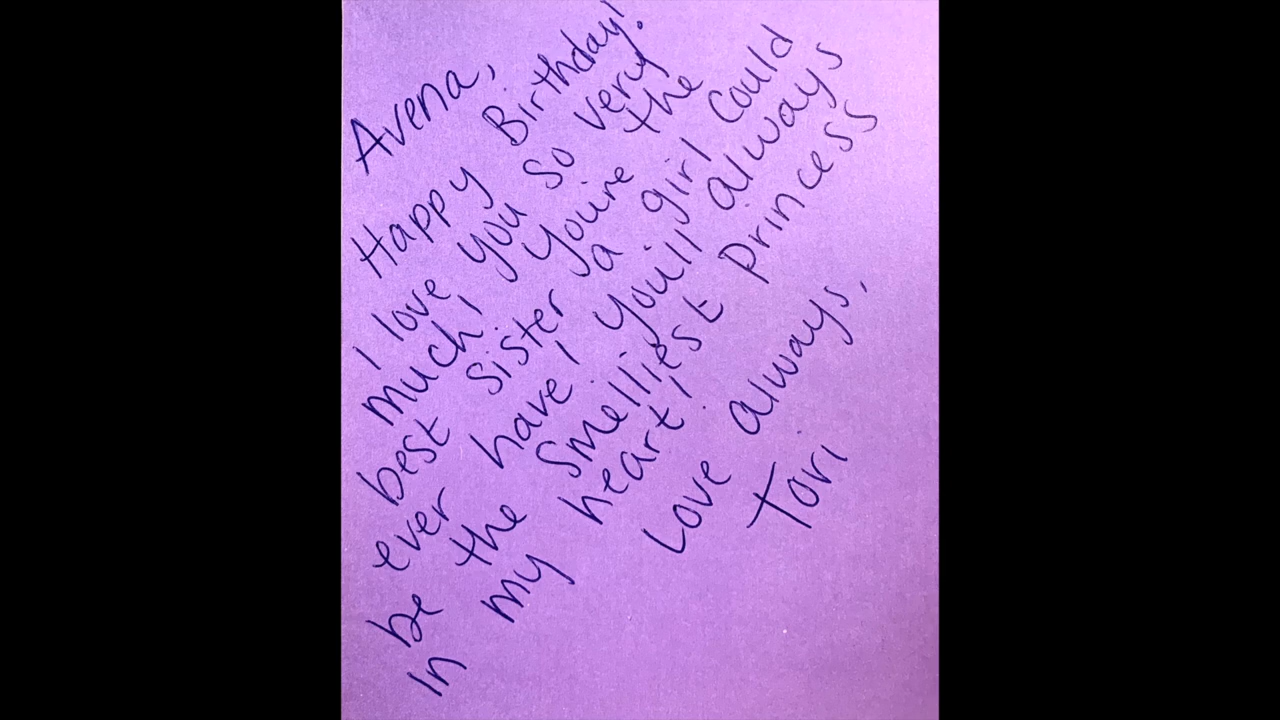 Avena,
Happy Birthday!
I love you so very
much, you're the
best sister a girl could
ever have, you'll always
be the smelliest princess
in my heart!
Love always,
Tori